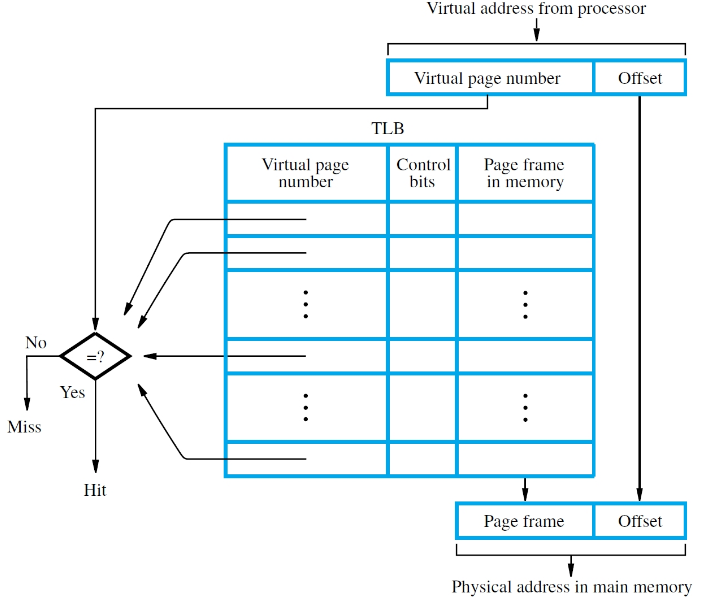 Virtual address from processor
Virtual page number
Offset
TLB
Virtual page
number
Control
bits
Page frame
in memory
No
=?
Yes
Miss
Hit
Page frame
Offset
Physical address in main memory